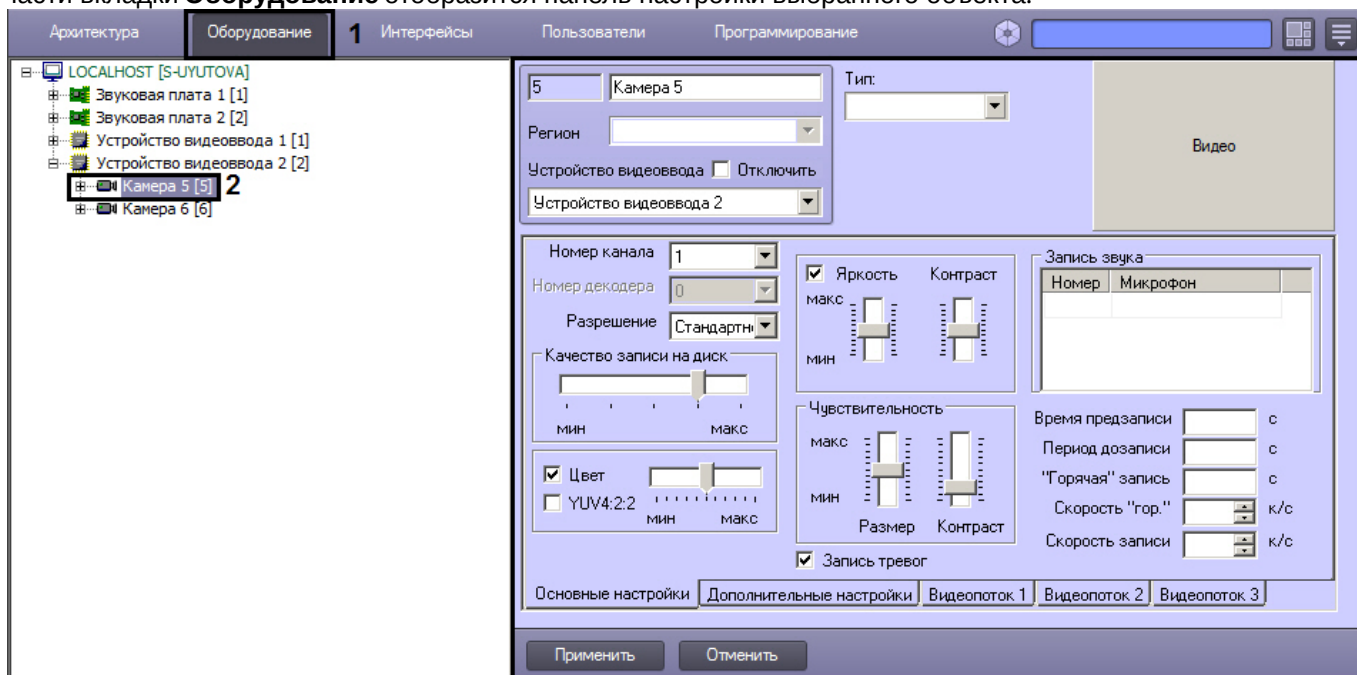 части вкладки Оборудование отобразится панель настройки выбранного объекта.
Архитектура Оборудование 1 Интерфейсы Пользователи Программирование
LOCALHOST [S-UYUTOVA]
Звуковая плата 1 [1]
Звуковая плата 2 [2]
Устройство видеоввода 1 [1]
Устройство видеоввода 2 [2]
Камера 5 [5] 2
Камера 6 [6]
5 Камера 5
Регион
Устройство видеоввода Отключить
Устройство видеоввода 2
Тип:
Видео
Номер канала 1
Номер декодера 0
Разрешение Стандартн
Качество записи на диск
мин макс
Цвет
YUV4:2:2
мин макс
Яркость Контраст
макс
мин
Чувствительность
макс
мин
Размер Контраст
Запись тревог
Запись звука
Номер Микрофон
Время предзаписи с
Период дозаписи с
"Горячая" запись с
Скорость "гор." к/с
Скорость записи к/с
Основные настройки Дополнительные настройки Видеопоток 1 Видеопоток 2 Видеопоток 3
Применить Отменить